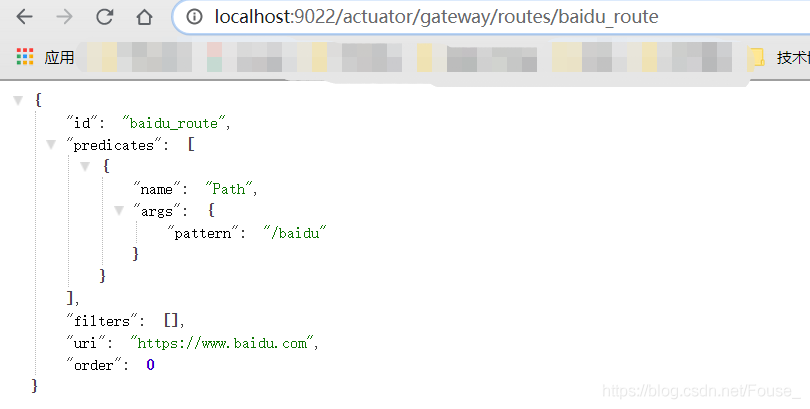 localhost:9022/actuator/gateway/routes/baidu_route
应用 技术博
{
"id": "baidu_route",
"predicates": [
{
"name": "Path",
"args": {
"pattern": "/baidu"
}
}
],
"filters": [],
"uri": "https://www.baidu.com",
"order": 0
}
https://blog.csdn.net/Fouse_